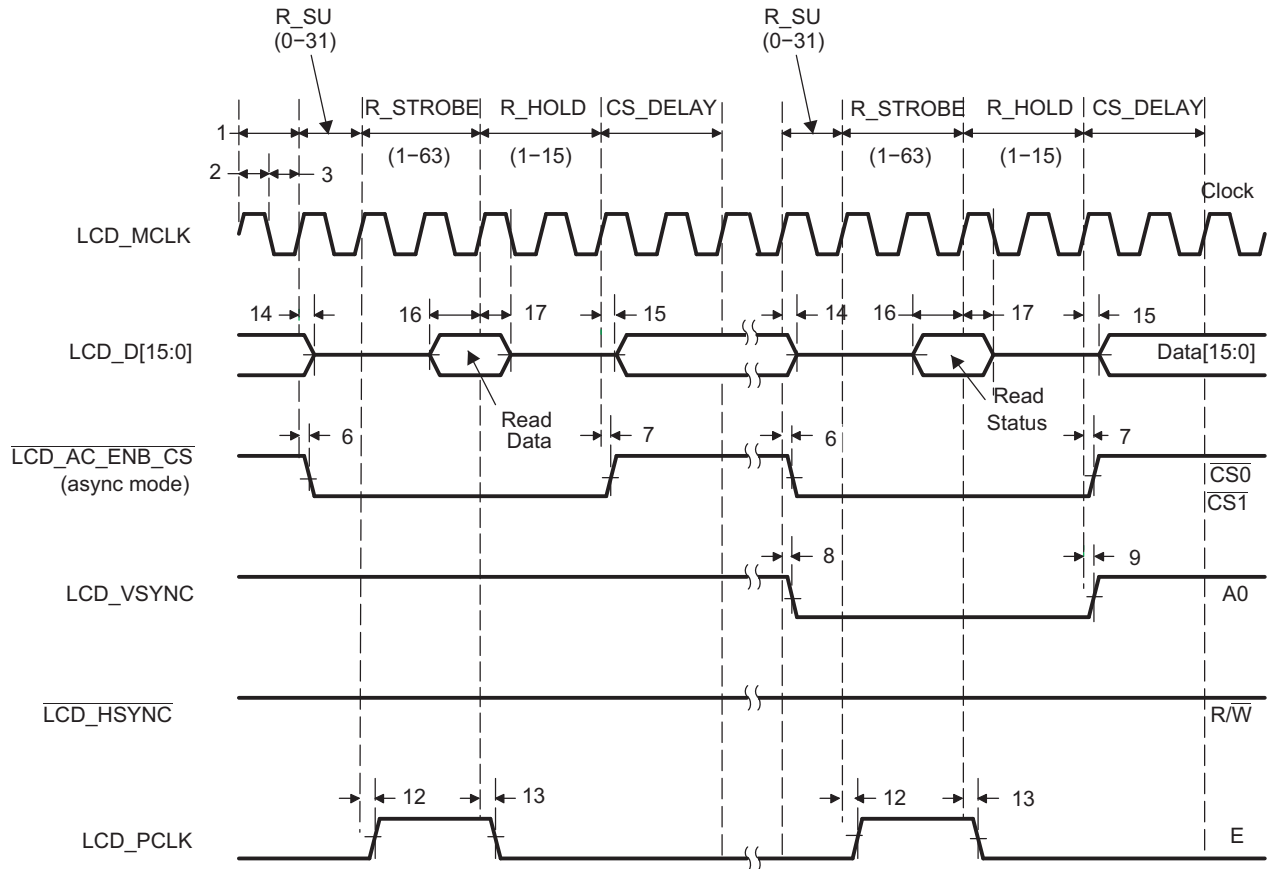 R_SU
(0−31)
R_SU
(0−31)
R_STROBE R_HOLD CS_DELAY
R_STROBE R_HOLD CS_DELAY
1
(1−63) (1−15)
(1−63) (1−15)
2 3
Clock
LCD_MCLK
14 16 17 15
14 16 17 15
LCD_D[15:0]
Data[15:0]
Read
Data
Read
Status
6 7
6 7
LCD_AC_ENB_CS
(async mode)
CS0
CS1
8 9
LCD_VSYNC
A0
LCD_HSYNC
R/W
12 13
12 13
LCD_PCLK
E